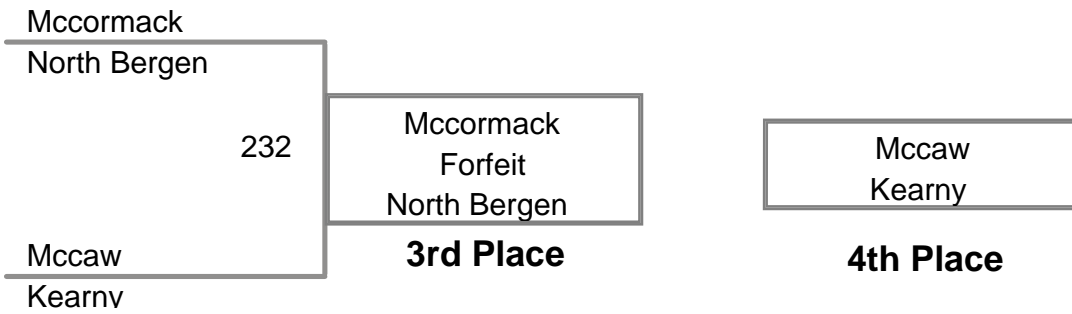 Mccormack
North Bergen
232
Mccormack
Forfeit
North Bergen
3rd Place
Mccaw
Kearny
Mccaw
Kearny
4th Place